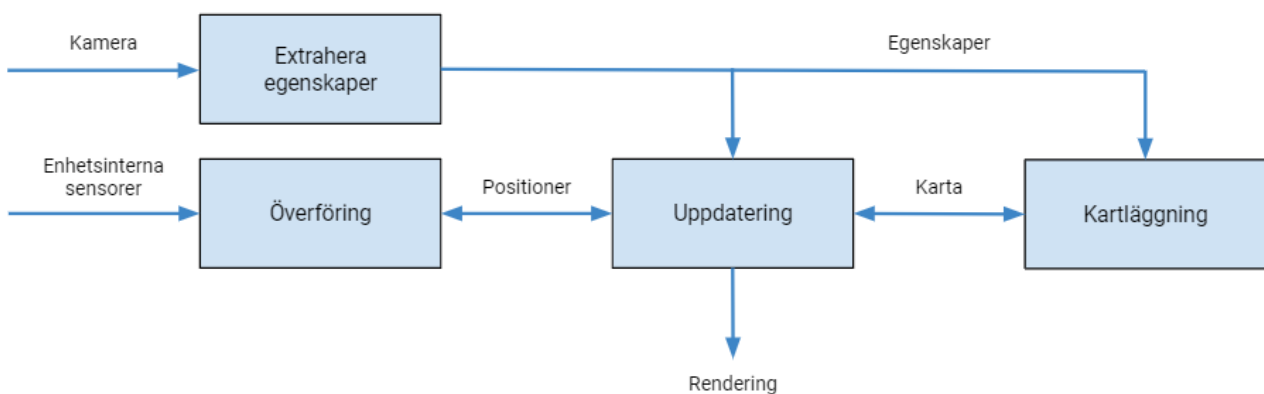 Kamera
Extrahera
egenskaper
Egenskaper
Enhetsinterna
sensorer
Överföring
Positioner
Uppdatering
Karta
Kartläggning
Rendering